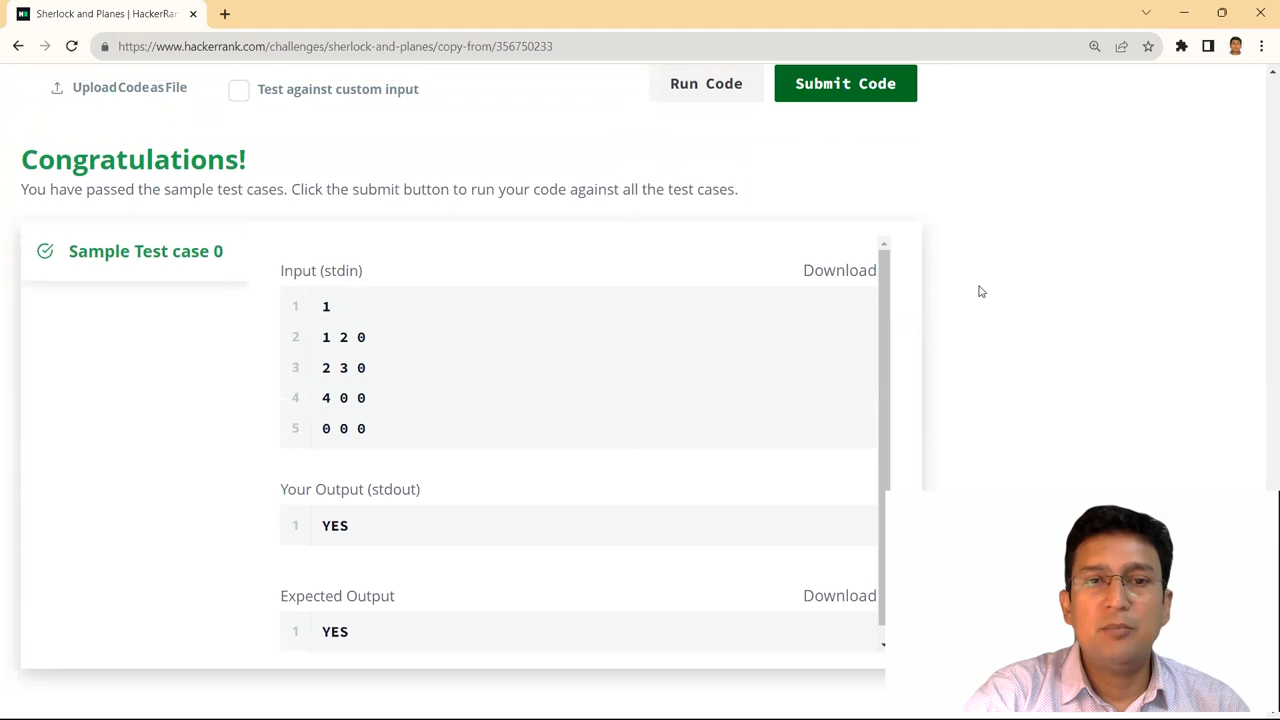 Sherlock and Planes | HackerRan
https://www.hackerrank.com/challenges/sherlock-and-planes/copy-from/356750233
Upload Code as File
Test against custom input
Run Code
Submit Code
Congratulations!
You have passed the sample test cases. Click the submit button to run your code against all the test cases.
Sample Test case 0
Input (stdin)
Download
1 1
2 1 2 0
3 2 3 0
4 4 0 0
5 0 0 0
Your Output (stdout)
1 YES
Expected Output
Download
1 YES